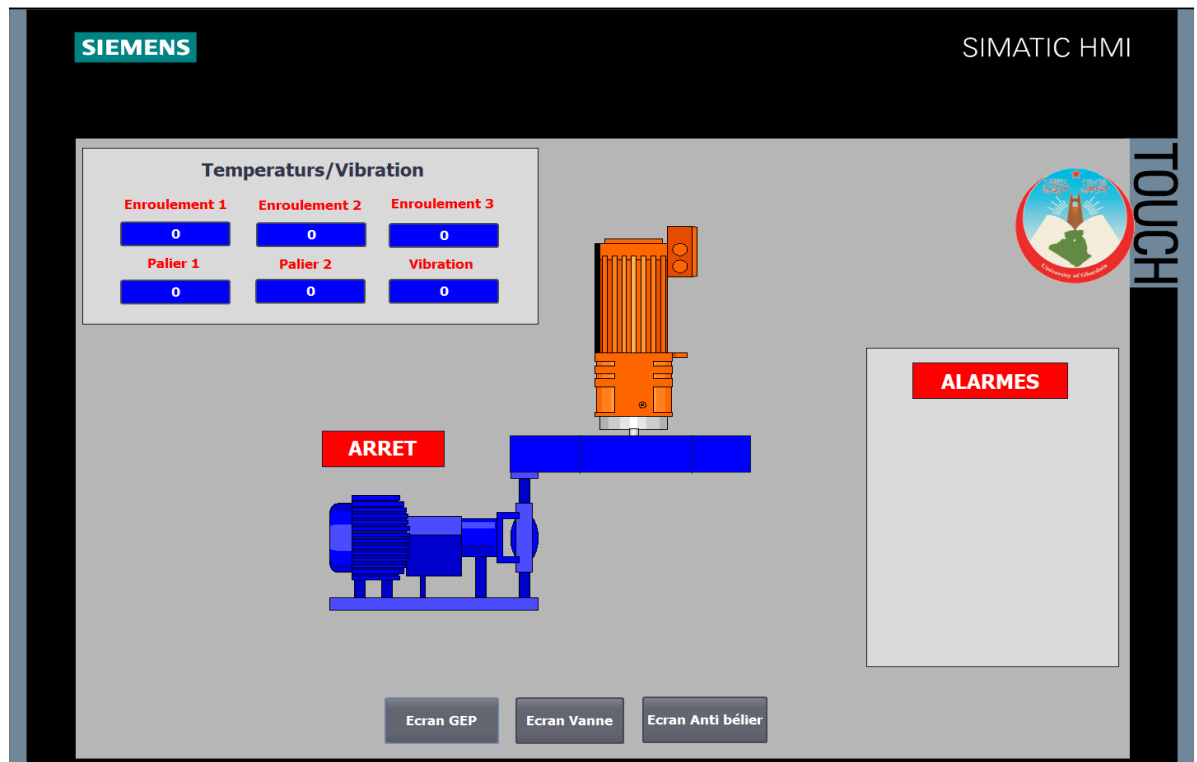 SIEMENS
SIMATIC HMI
TOUCH
Temperaturs/Vibration
Enroulement 1 Enroulement 2 Enroulement 3
0 0 0
Palier 1 Palier 2 Vibration
0 0 0
University of Ghardaia
ALARMES
ARRET
Ecran GEP Ecran Vanne Ecran Anti bélier